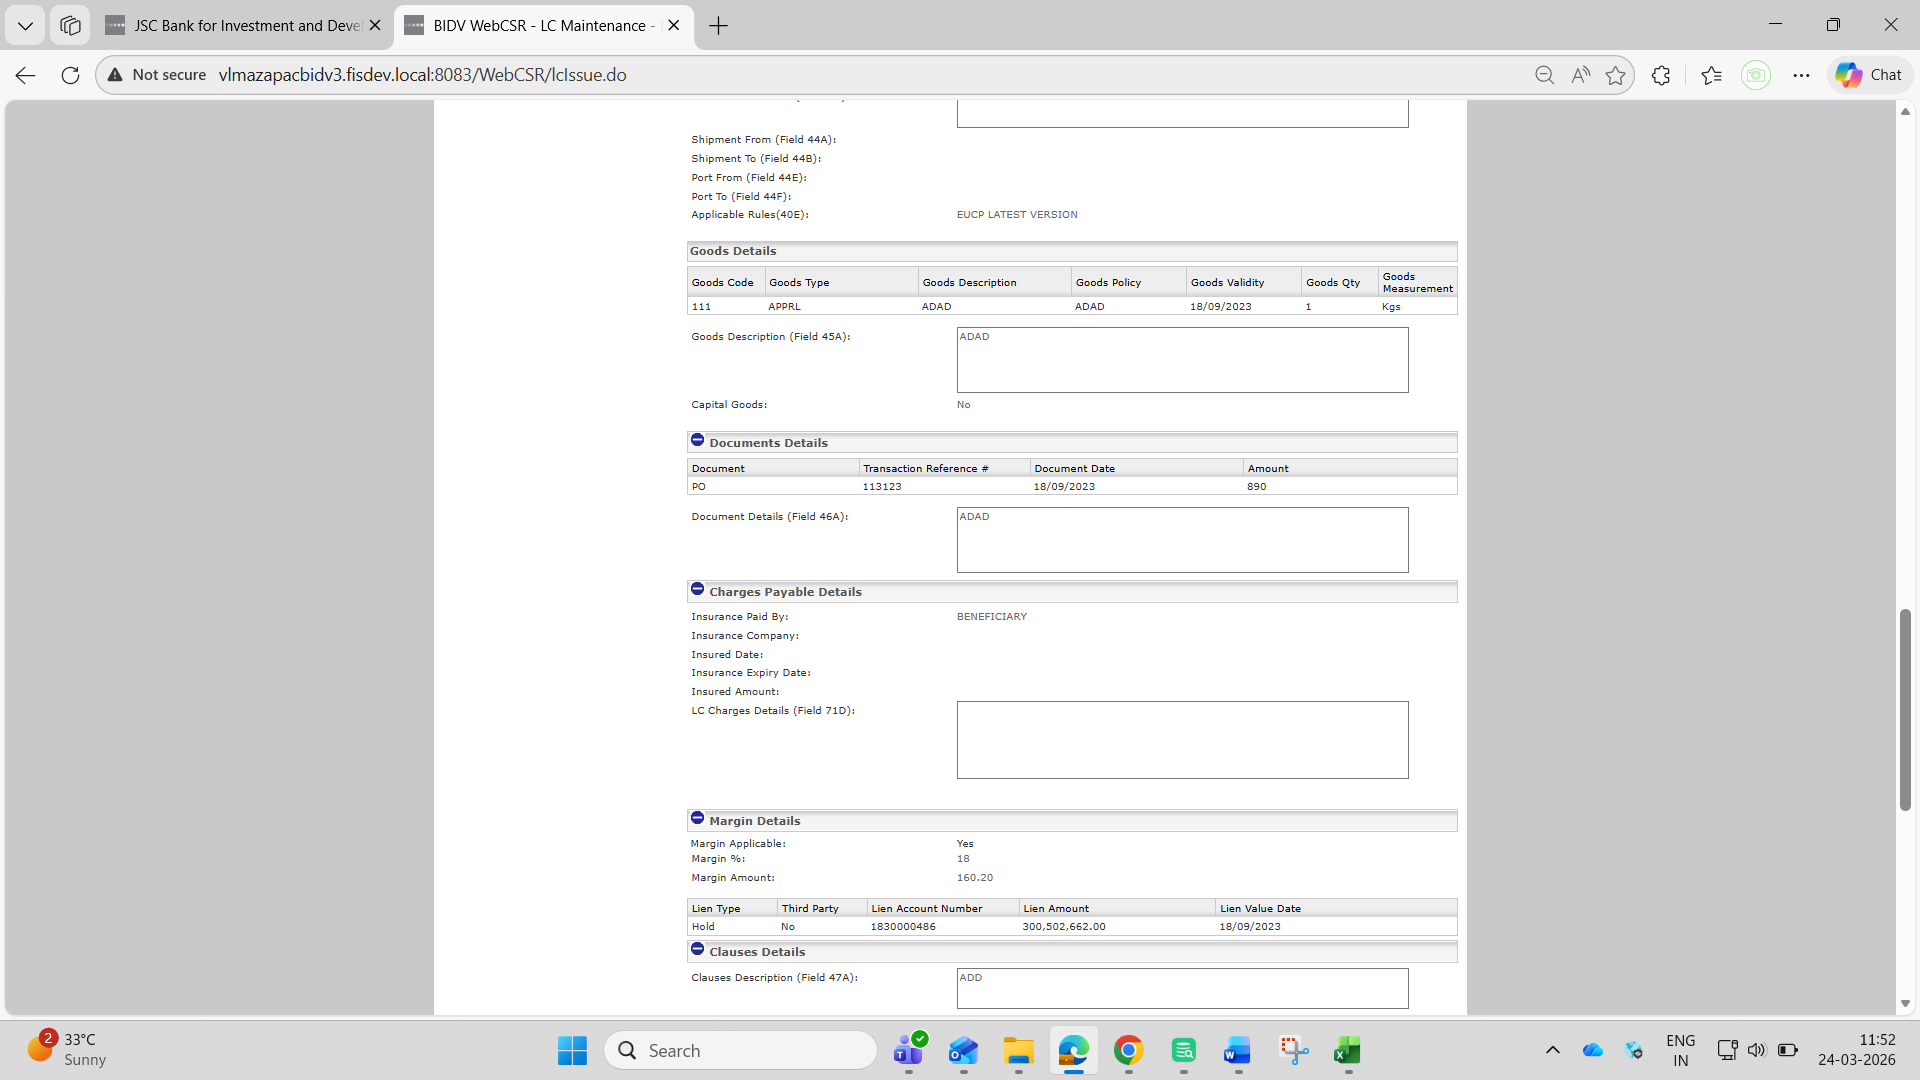 JSC Bank for Investment and Deve
BIDV WebCSR - LC Maintenance -
Not secure
vlmazapacbidv3.fisdev.local:8083/WebCSR/lcIssue.do
Chat
Shipment From (Field 44A):
Shipment To (Field 44B):
Port From (Field 44E):
Port To (Field 44F):
Applicable Rules(40E): EUCP LATEST VERSION
Goods Details
Goods Code Goods Type Goods Description Goods Policy Goods Validity Goods Qty Goods Measurement
111 APPRL ADAD ADAD 18/09/2023 1 Kgs
Goods Description (Field 45A): ADAD
Capital Goods: No
Documents Details
Document Transaction Reference # Document Date Amount
PO 113123 18/09/2023 890
Document Details (Field 46A): ADAD
Charges Payable Details
Insurance Paid By: BENEFICIARY
Insurance Company:
Insured Date:
Insurance Expiry Date:
Insured Amount:
LC Charges Details (Field 71D):
Margin Details
Margin Applicable: Yes
Margin %: 18
Margin Amount: 160.20
Lien Type Third Party Lien Account Number Lien Amount Lien Value Date
Hold No 1830000486 300,502,662.00 18/09/2023
Clauses Details
Clauses Description (Field 47A): ADD
2
33°C
Sunny
Search
ENG
IN
11:52
24-03-2026